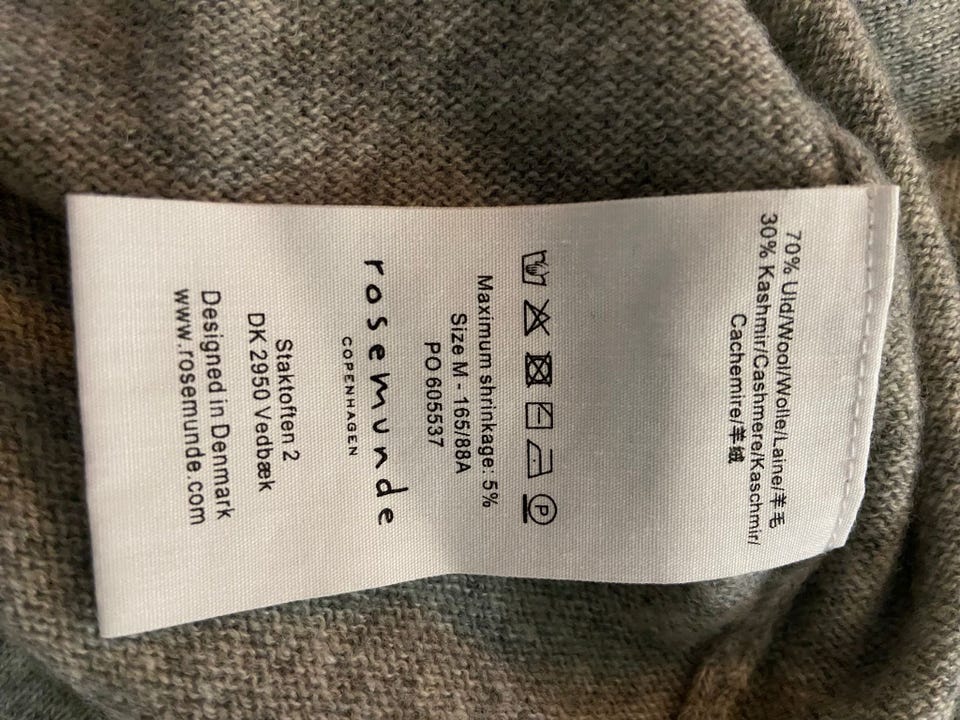 70% Uld/Wool/Wolle/Laine/羊毛
30% Kashmir/Cashmere/Kaschmir/
Cachemire/羊绒
P
Maximum shrinkage: 5%
Size M - 165/88A
PO 605537
rosemunde
COPENHAGEN
Staktoften 2
DK 2950 Vedbæk
Designed in Denmark
www.rosemunde.com